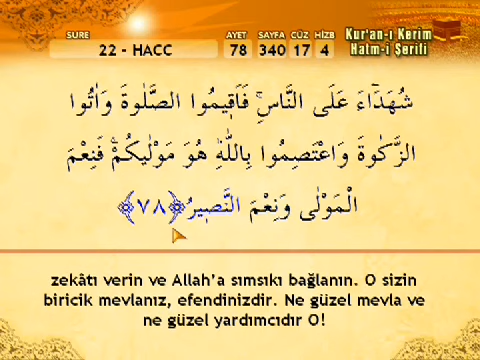 SURE AYET SAYFA CÜZ HİZB
22 - HACC 78 340 17 4
Kur'an-ı Kerim
Hatm-i Şerifi
شُهَدَٓاءَ عَلَى النَّاسِۚ فَاَق۪يمُوا الصَّلٰوةَ وَاٰتُوا
الزَّكٰوةَ وَاعْتَصِمُوا بِاللّٰهِۜ هُوَ مَوْلٰيكُمْۚ فَنِعْمَ
الْمَوْلٰى وَنِعْمَ النَّص۪يرُ ﴿٧٨﴾
zekâtı verin ve Allah’a sımsıkı bağlanın. O sizin
biricik mevlanız, efendinizdir. Ne güzel mevla ve
ne güzel yardımcıdır O!